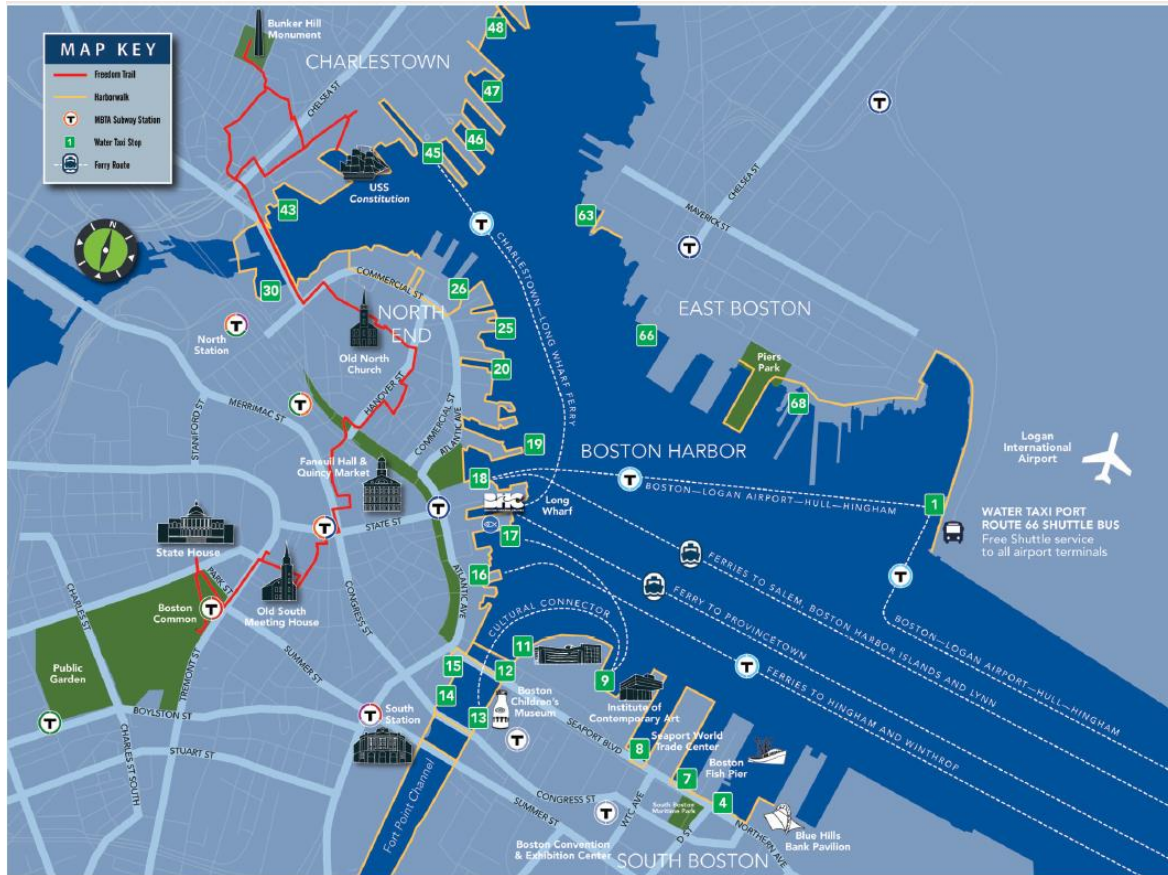 MAP KEY
Freedom Trail
Harborwalk
T
MBTA Subway Station
1
Water Taxi Stop
Ferry Route
N
Bunker Hill
Monument
CHARLESTOWN
CHELSEA ST
48
47
46
45
USS
Constitution
43
30
63
T
CHELSEA ST
MAVERICK ST
T
T
CHARLESTOWN—LONG WHARF FERRY
COMMERCIAL ST
26
NORTH
END
25
20
19
18
EAST BOSTON
66
Piers
Park
68
T
North
Station
Old North
Church
HANOVER ST
MERRIMAC ST
STANIFORD ST
T
COMMERCIAL ST
ATLANTIC AVE
Faneuil Hall &
Quincy Market
BOSTON HARBOR
T
BOSTON—LOGAN AIRPORT—HULL—HINGHAM
1
Logan
International
Airport
WATER TAXI PORT
ROUTE 66 SHUTTLE BUS
Free Shuttle service
to all airport terminals
BHC
Long
Wharf
17
16
T
STATE ST
T
State House
PARK ST
Boston
Common
T
Old South
Meeting House
CONGRESS ST
ATLANTIC AVE
CULTURAL CONNECTOR
FERRIES TO SALEM, BOSTON HARBOR ISLANDS AND LYNN
FERRY TO PROVINCETOWN
T
FERRIES TO HINGHAM AND WINTHROP
T
BOSTON—LOGAN AIRPORT—HULL—HINGHAM
CHARLES ST
Public
Garden
TREMONT ST
SUMMER ST
15
14
13
12
11
9
Boston
Children's
Museum
T
Institute of
Contemporary Art
Seaport World
Trade Center
8
7
4
Boston
Fish Pier
SEAPORT BLVD
T
BOYLSTON ST
STUART ST
CHARLES ST SOUTH
T
South
Station
Fort Point Channel
SUMMER ST
CONGRESS ST
T
WTC AVE
South Boston
Maritime Park
D ST
NORTHERN AVE
Blue Hills
Bank Pavilion
Boston Convention
& Exhibition Center
SOUTH BOSTON